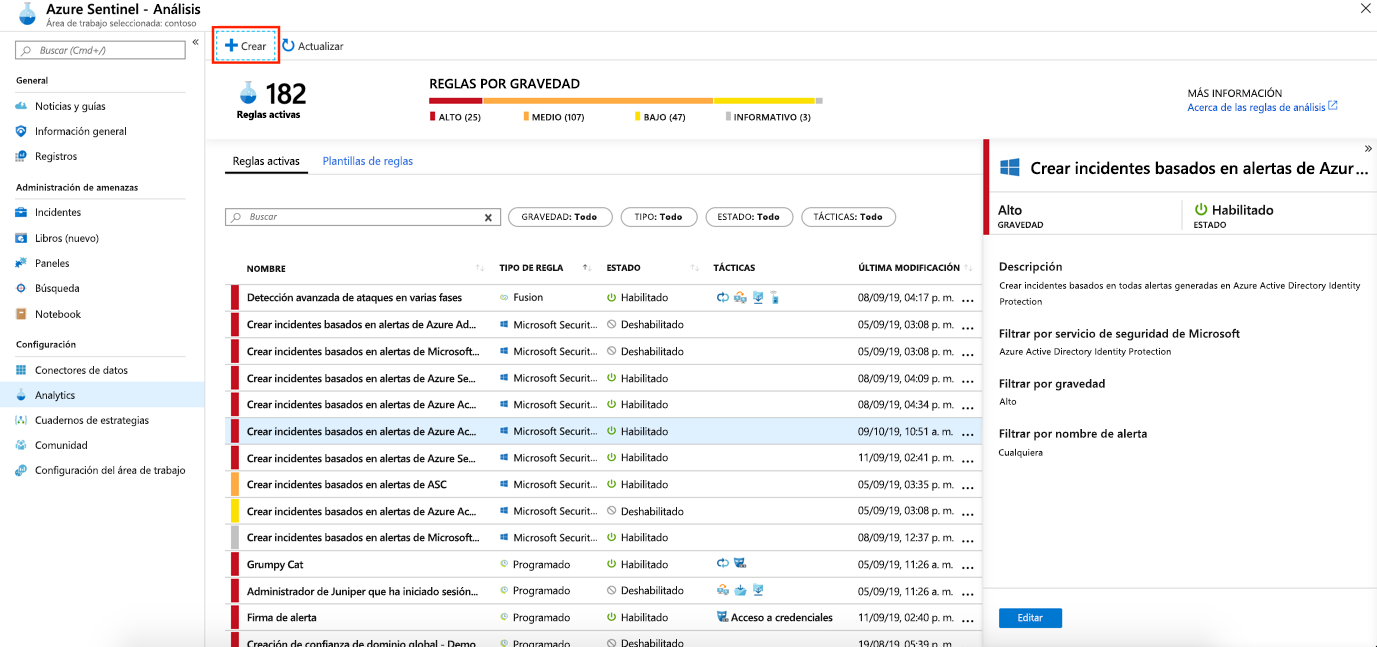 Azure Sentinel - Análisis
Área de trabajo seleccionada: contoso
Buscar (Cmd+/)
«
General
Noticias y guías
Información general
Registros
Administración de amenazas
Incidentes
Libros (nuevo)
Paneles
Búsqueda
Notebook
Configuración
Conectores de datos
Analytics
Cuadernos de estrategias
Comunidad
Configuración del área de trabajo
Crear
Actualizar
182
Reglas activas
REGLAS POR GRAVEDAD
ALTO (25) MEDIO (107) BAJO (47) INFORMATIVO (3)
MÁS INFORMACIÓN
Acerca de las reglas de análisis
Reglas activas Plantillas de reglas
Buscar
GRAVEDAD: Todo TIPO: Todo ESTADO: Todo TÁCTICAS: Todo
NOMBRE TIPO DE REGLA ESTADO TÁCTICAS ÚLTIMA MODIFICACIÓN
Detección avanzada de ataques en varias fases Fusion Habilitado 08/09/19, 04:17 p. m. ...
Crear incidentes basados en alertas de Azure Ad... Microsoft Securit... Deshabilitado 05/09/19, 03:08 p. m. ...
Crear incidentes basados en alertas de Microsoft... Microsoft Securit... Deshabilitado 05/09/19, 03:08 p. m. ...
Crear incidentes basados en alertas de Azure Se... Microsoft Securit... Habilitado 08/09/19, 04:09 p. m. ...
Crear incidentes basados en alertas de Azure Ac... Microsoft Securit... Habilitado 08/09/19, 04:34 p. m. ...
Crear incidentes basados en alertas de Azure Ac... Microsoft Securit... Habilitado 09/10/19, 10:51 a. m. ...
Crear incidentes basados en alertas de Azure Se... Microsoft Securit... Habilitado 11/09/19, 02:41 p. m. ...
Crear incidentes basados en alertas de ASC Microsoft Securit... Habilitado 05/09/19, 03:35 p. m. ...
Crear incidentes basados en alertas de Azure Ac... Microsoft Securit... Deshabilitado 05/09/19, 03:08 p. m. ...
Crear incidentes basados en alertas de Microsoft... Microsoft Securit... Habilitado 08/09/19, 12:37 p. m. ...
Grumpy Cat Programado Habilitado 05/09/19, 11:26 a. m. ...
Administrador de Juniper que ha iniciado sesión... Programado Deshabilitado 05/09/19, 11:26 a. m. ...
Firma de alerta Programado Habilitado Acceso a credenciales 11/09/19, 02:40 p. m. ...
Creación de confianza de dominio global - Demo Programado Deshabilitado 19/08/19, 05:39 p. m. ...
»
Crear incidentes basados en alertas de Azur...
Alto Habilitado
GRAVEDAD ESTADO
Descripción
Crear incidentes basados en todas alertas generadas en Azure Active Directory Identity
Protection
Filtrar por servicio de seguridad de Microsoft
Azure Active Directory Identity Protection
Filtrar por gravedad
Alto
Filtrar por nombre de alerta
Cualquiera
Editar